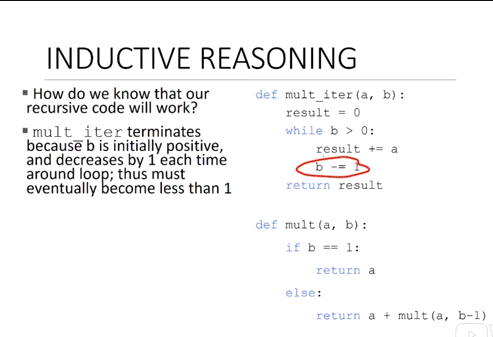 INDUCTIVE REASONING
▪ How do we know that our
recursive code will work?
▪ mult_iter terminates
because b is initially positive,
and decreases by 1 each time
around loop; thus must
eventually become less than 1
def mult_iter(a, b):
    result = 0
    while b > 0:
        result += a
        b -= 1
    return result
def mult(a, b):
    if b == 1:
        return a
    else:
        return a + mult(a, b-1)